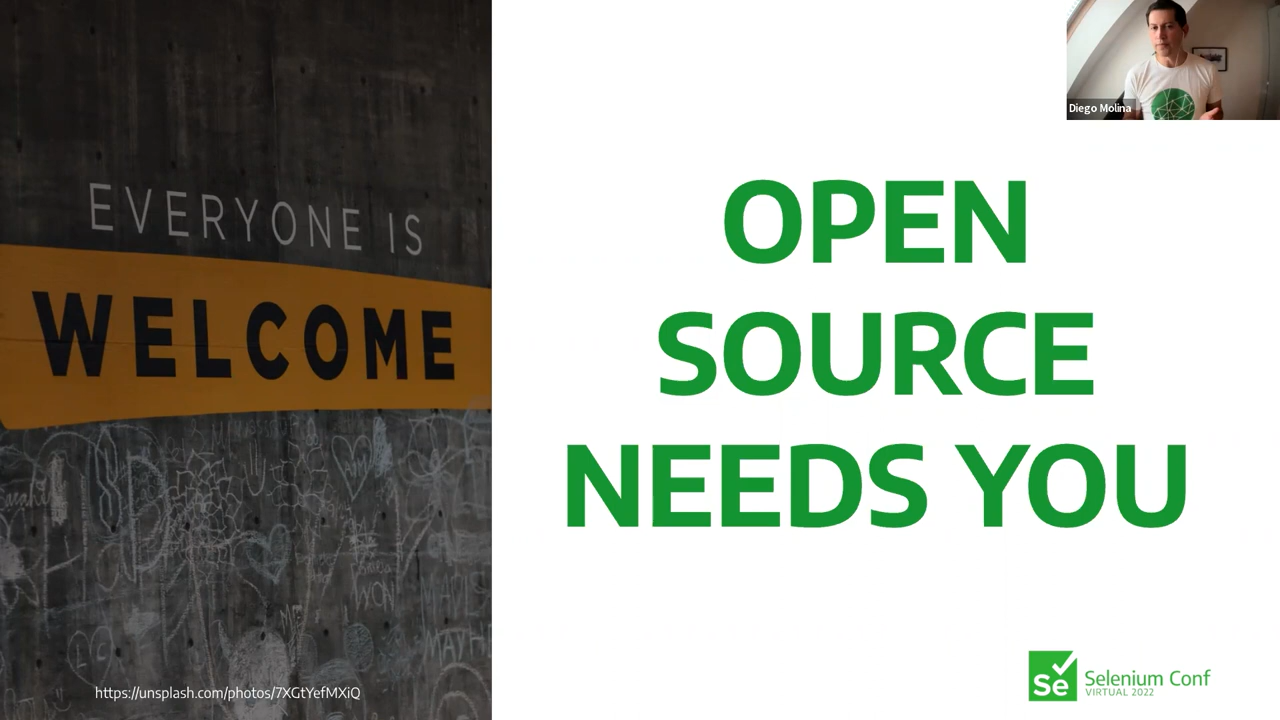 EVERYONE IS
WELCOME
https://unsplash.com/photos/7XGtYefMXiQ
OPEN
SOURCE
NEEDS YOU
Diego Molina
Se
Selenium Conf
VIRTUAL 2022
WON